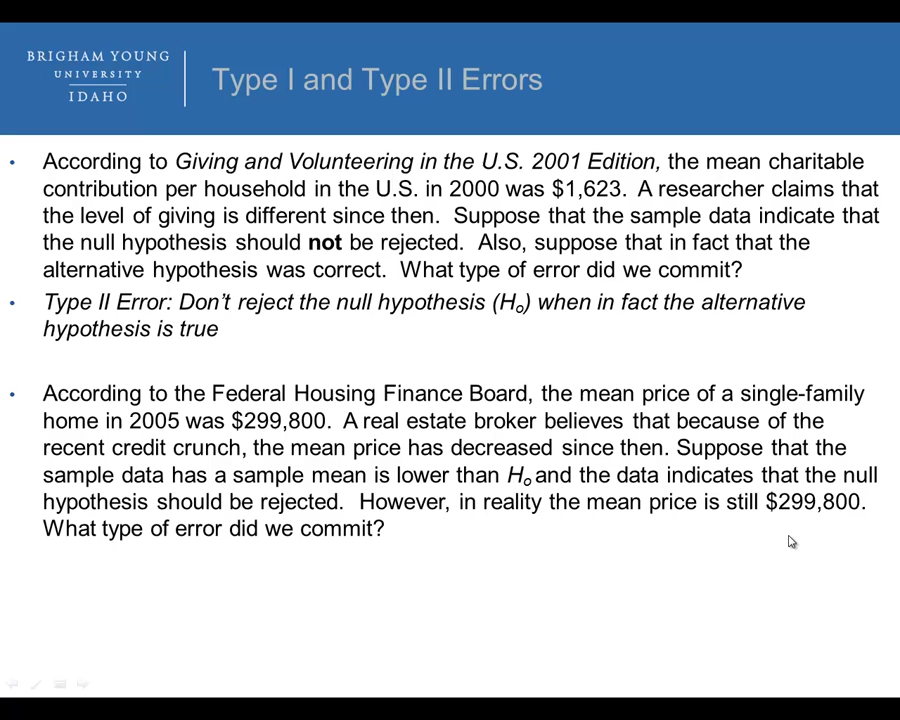 BRIGHAM YOUNG
UNIVERSITY
IDAHO
Type I and Type II Errors
• According to Giving and Volunteering in the U.S. 2001 Edition, the mean charitable
contribution per household in the U.S. in 2000 was $1,623. A researcher claims that
the level of giving is different since then. Suppose that the sample data indicate that
the null hypothesis should not be rejected. Also, suppose that in fact that the
alternative hypothesis was correct. What type of error did we commit?
• Type II Error: Don't reject the null hypothesis (Ho) when in fact the alternative
hypothesis is true
• According to the Federal Housing Finance Board, the mean price of a single-family
home in 2005 was $299,800. A real estate broker believes that because of the
recent credit crunch, the mean price has decreased since then. Suppose that the
sample data has a sample mean is lower than Ho and the data indicates that the null
hypothesis should be rejected. However, in reality the mean price is still $299,800.
What type of error did we commit?